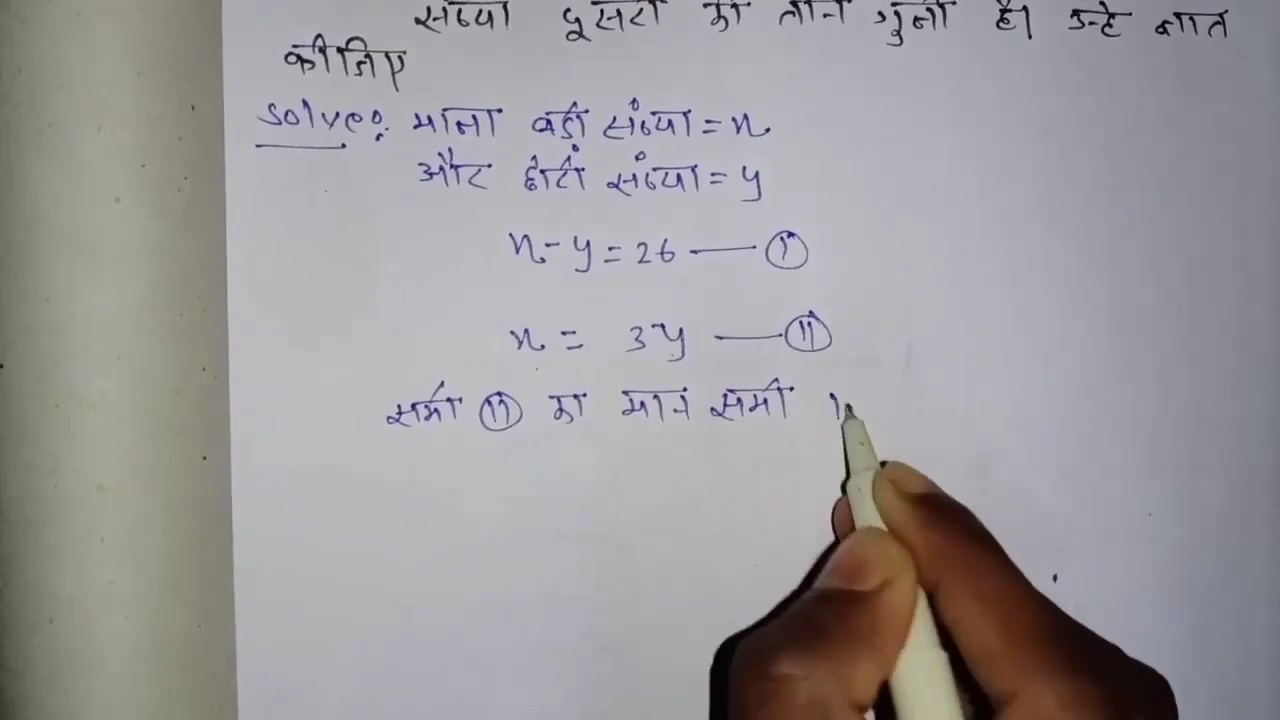 संख्या दूसरी की तीन गुनी है। उन्हे ज्ञात
कीजिए
Solve: माना बड़ी संख्या = x
और छोटी संख्या = y
x - y = 26 —— (i)
x = 3y —— (ii)
समी (ii) का मान समी